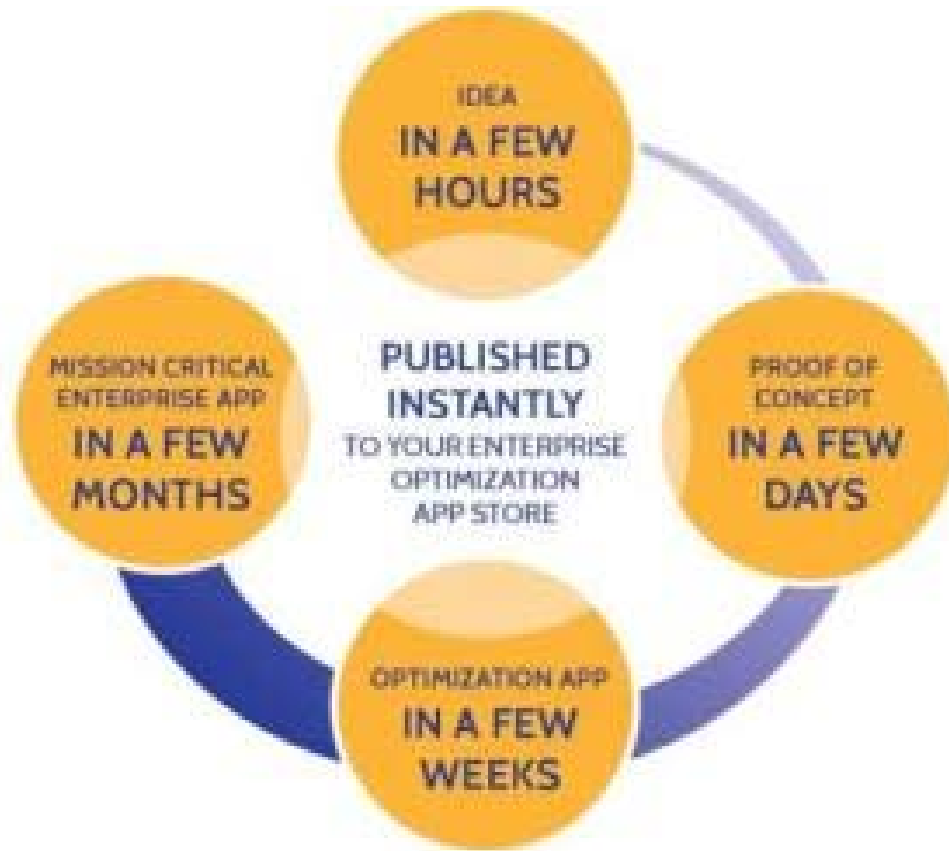 IDEA
IN A FEW
HOURS
MISSION CRITICAL
ENTERPRISE APP
IN A FEW
MONTHS
PUBLISHED
INSTANTLY
TO YOUR ENTERPRISE
OPTIMIZATION
APP STORE
PROOF OF
CONCEPT
IN A FEW
DAYS
OPTIMIZATION APP
IN A FEW
WEEKS